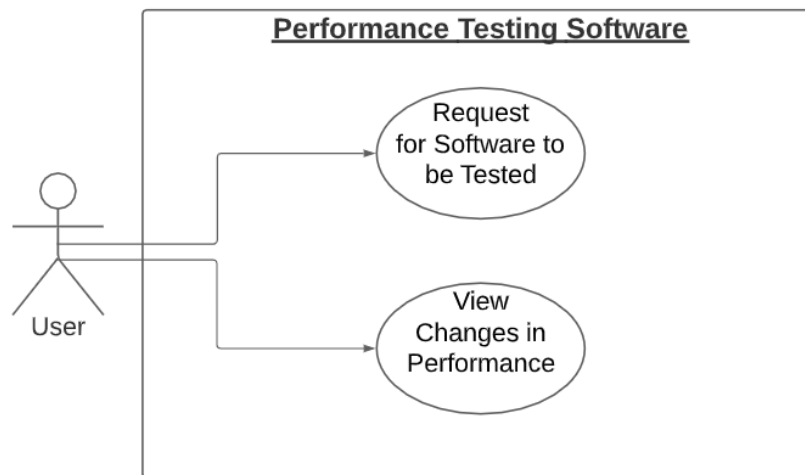 Performance Testing Software
Request
for Software to
be Tested
User
View
Changes in
Performance